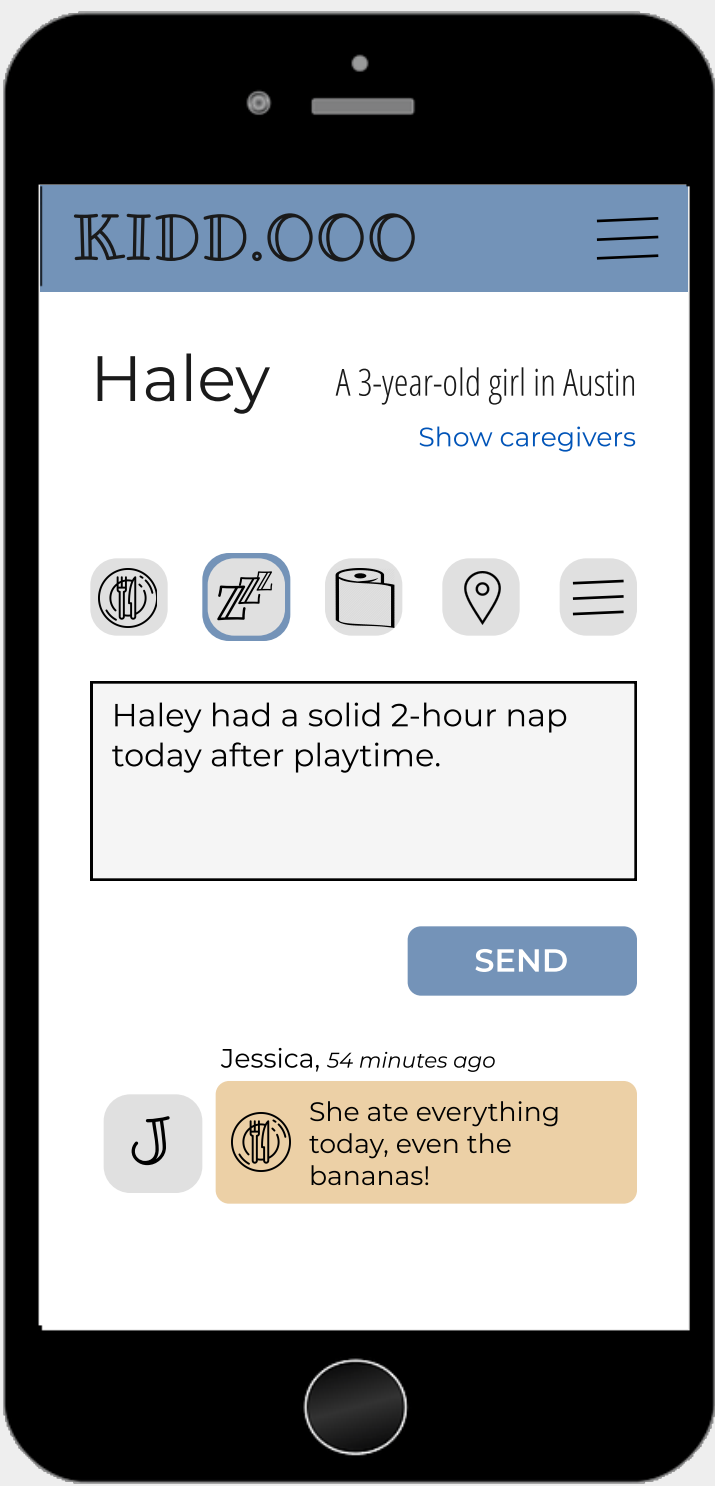 KIDD.OOO
Haley
A 3-year-old girl in Austin
Show caregivers
ZZZ
Haley had a solid 2-hour nap
today after playtime.
SEND
Jessica, 54 minutes ago
J
She ate everything
today, even the
bananas!